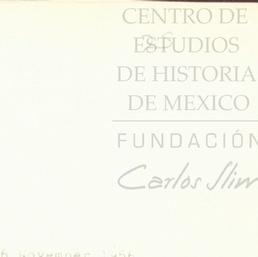 CENTRO DE
ESTUDIOS
DE HISTORIA
DE MEXICO
FUNDACIÓN
Carlos Slim